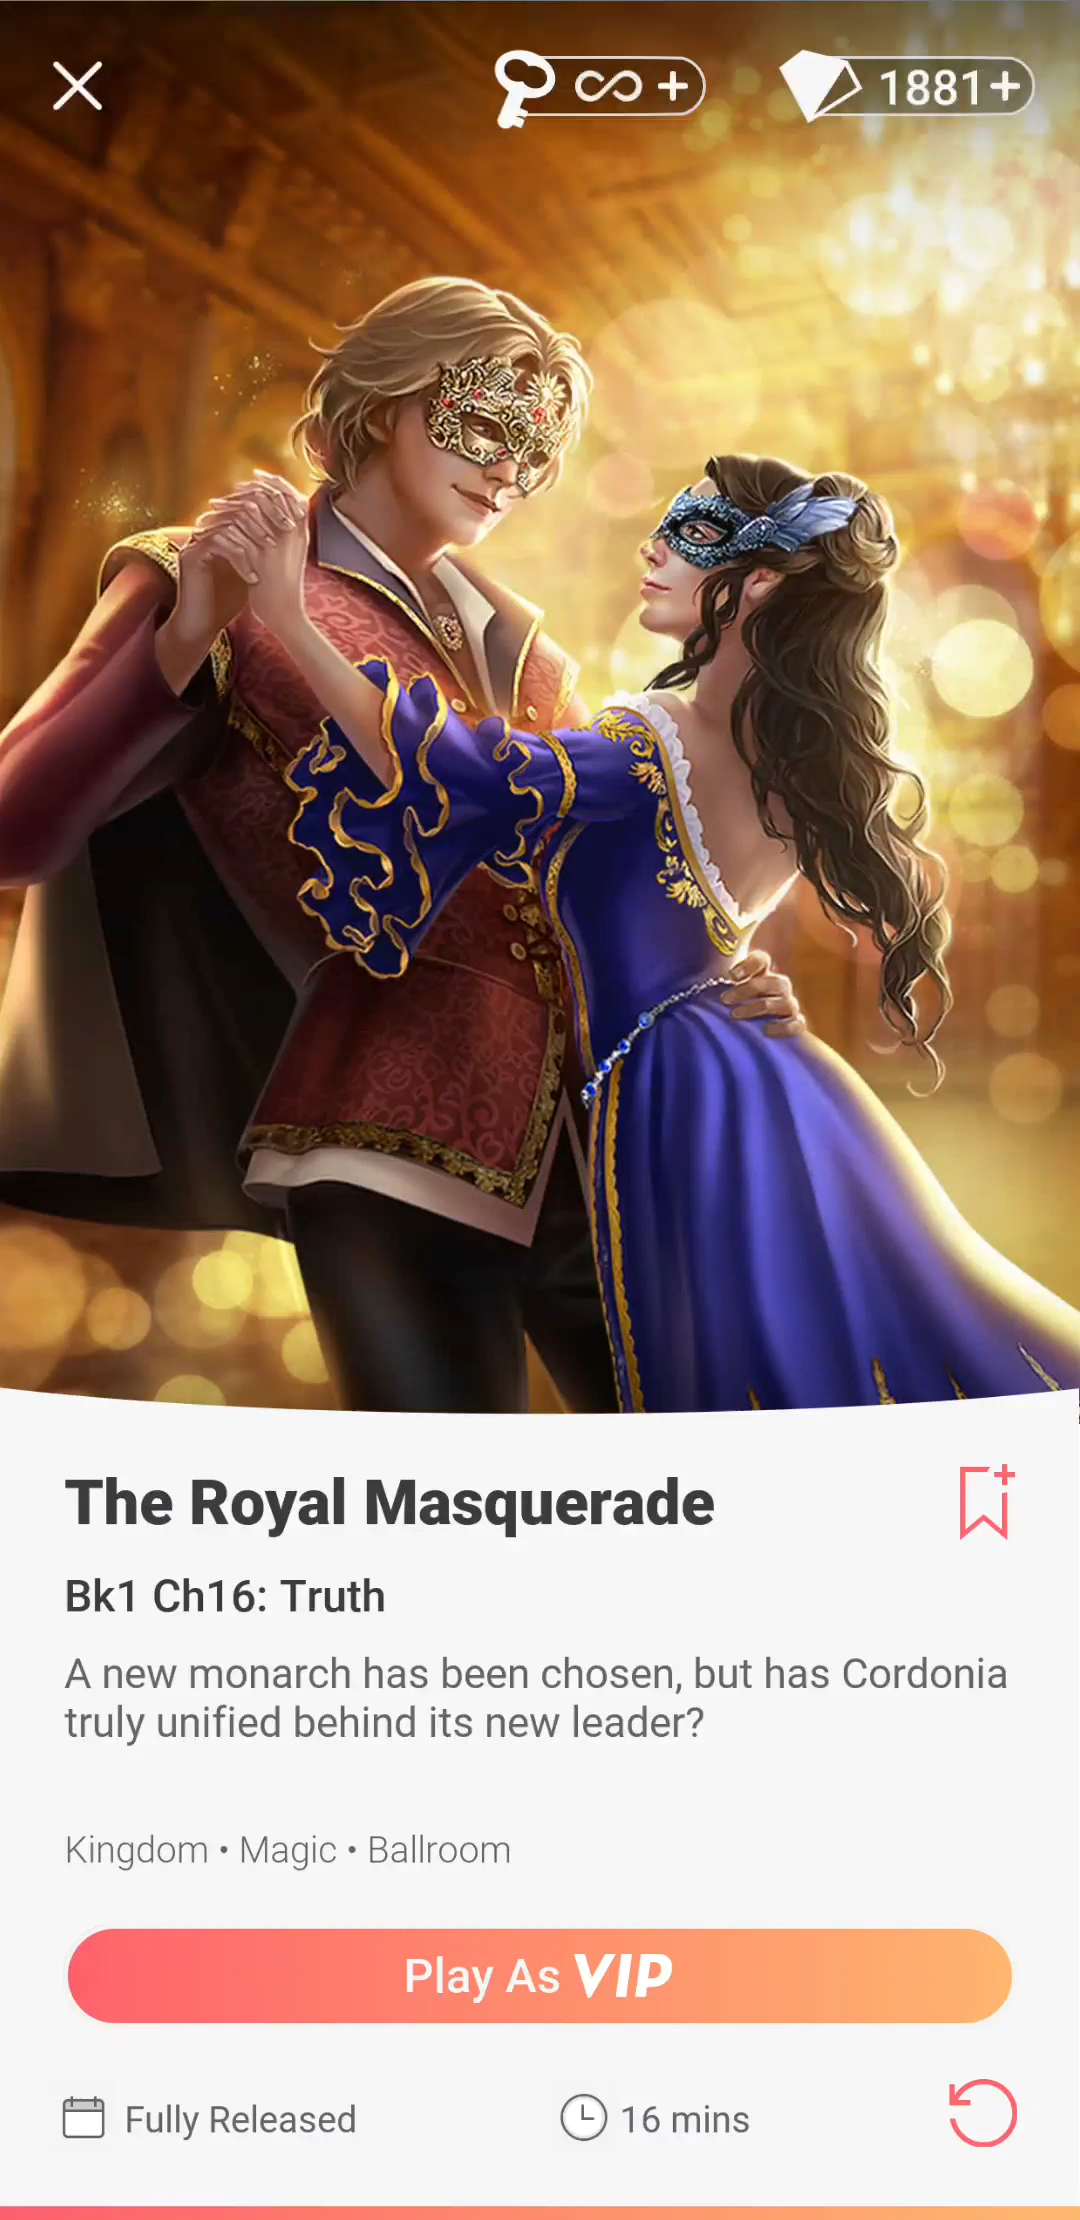 ∞ +
1881+
The Royal Masquerade
Bk1 Ch16: Truth
A new monarch has been chosen, but has Cordonia
truly unified behind its new leader?
Kingdom • Magic • Ballroom
Play As VIP
Fully Released
16 mins